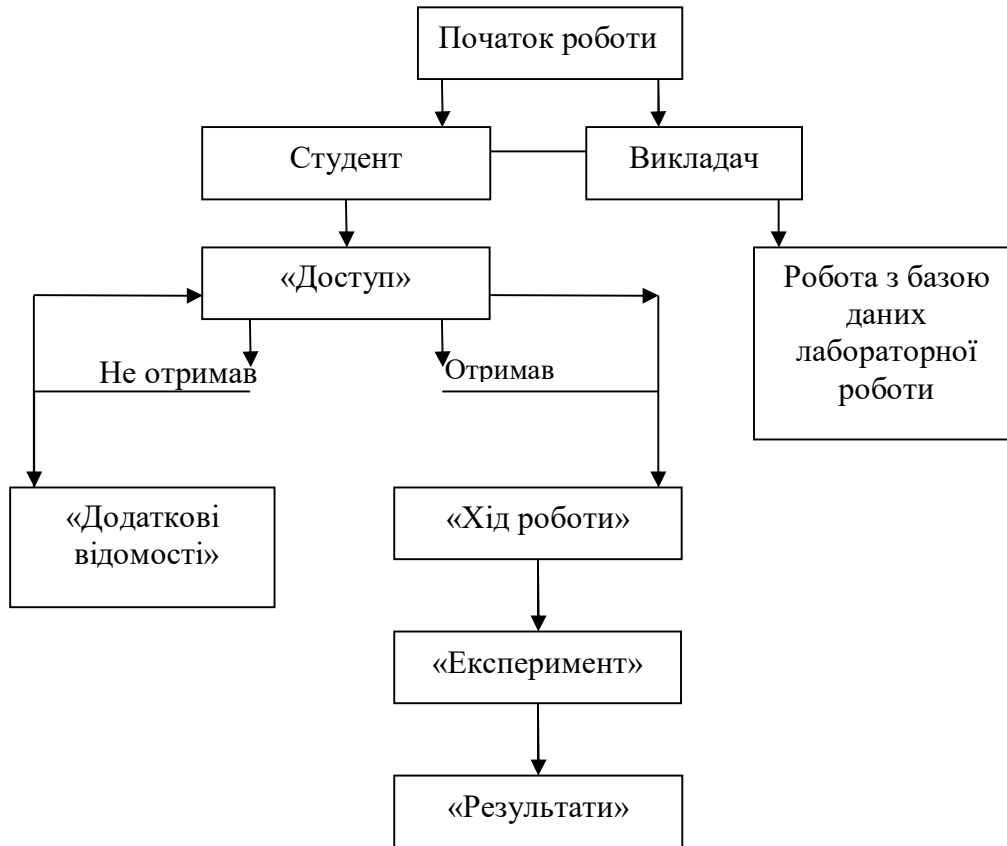 Початок роботи
Студент
Викладач
«Доступ»
Робота з базою
даних
лабораторної
роботи
Не отримав
Отримав
«Додаткові
відомості»
«Хід роботи»
«Експеримент»
«Результати»